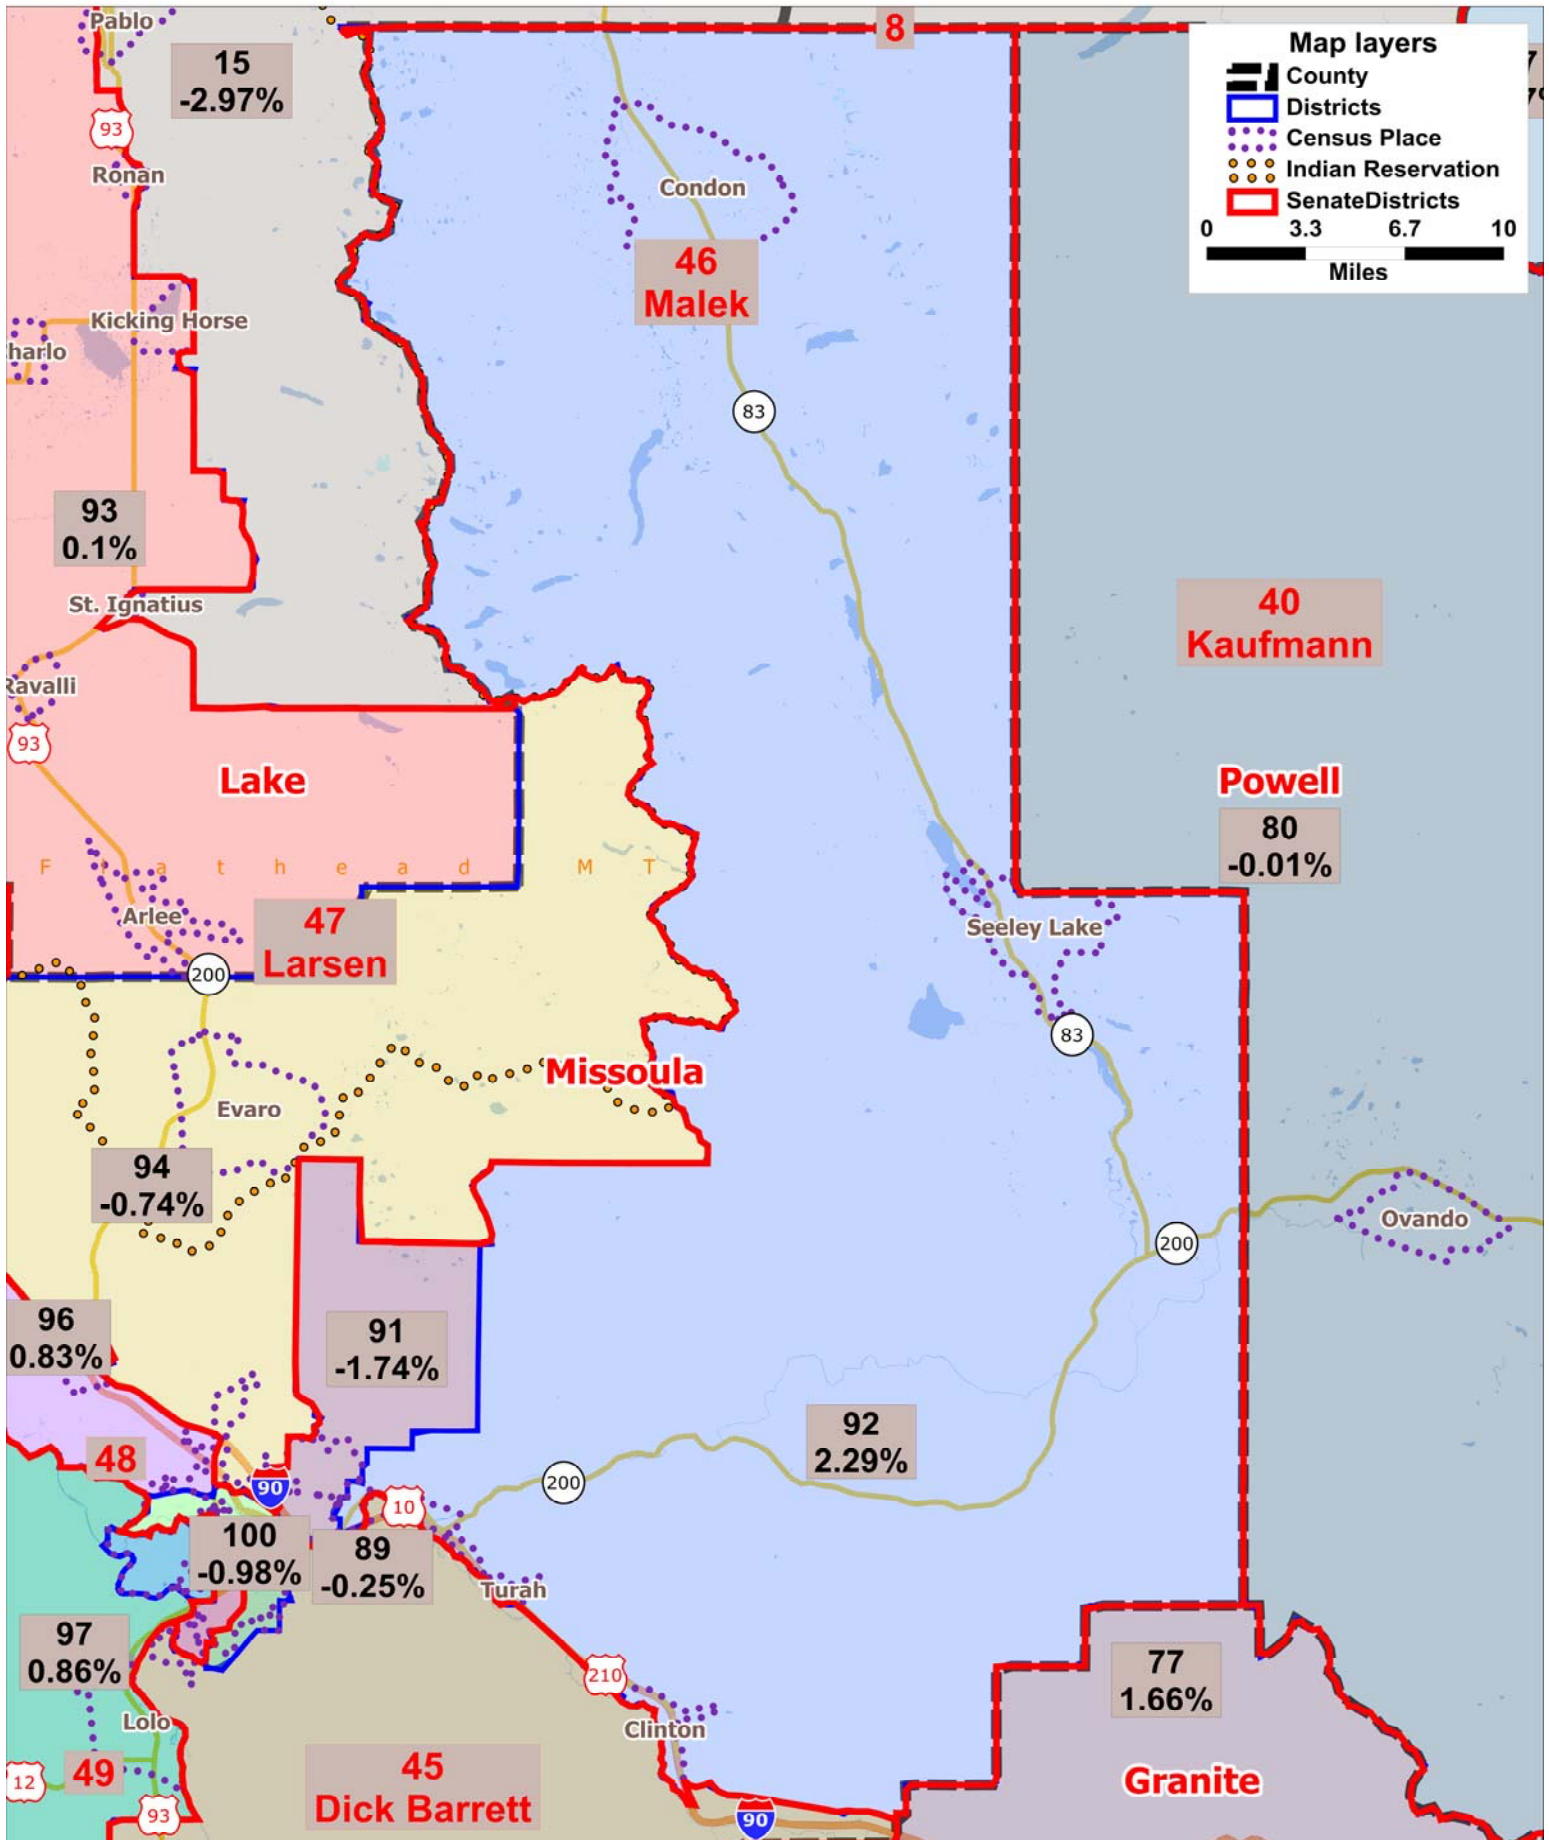 Pablo
15
-2.97%
8
Map layers
County
Districts
Census Place
Indian Reservation
SenateDistricts
0 3.3 6.7 10
Miles
93
Ronan
Condon
46
Malek
Kicking Horse
harlo
83
93
0.1%
St. Ignatius
40
Kaufmann
Ravalli
93
Lake
Powell
80
-0.01%
F l a t h e a d M T
Arlee
47
Larsen
Seeley Lake
200
83
Missoula
Evaro
94
-0.74%
Ovando
200
96
0.83%
91
-1.74%
92
2.29%
48
90
200
10
100
-0.98%
89
-0.25%
Turah
97
0.86%
77
1.66%
210
Lolo
Clinton
12
49
45
Dick Barrett
Granite
93
90